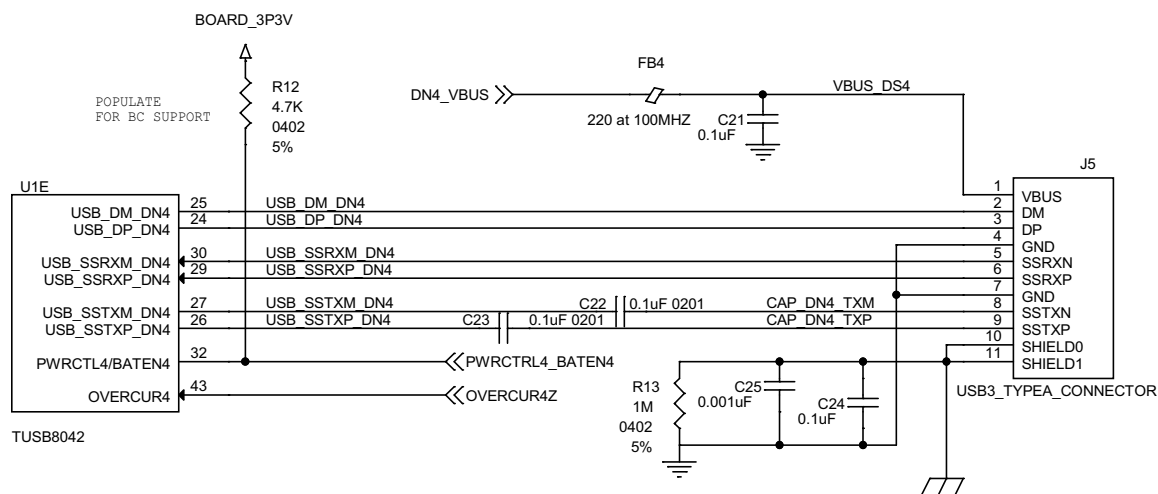 BOARD_3P3V
R12
4.7K
0402
5%
POPULATE
FOR BC SUPPORT
FB4
DN4_VBUS
220 at 100MHZ
VBUS_DS4
C21
0.1uF
J5
U1E
USB_DM_DN4 25 USB_DM_DN4
USB_DP_DN4 24 USB_DP_DN4
USB_SSRXM_DN4 30 USB_SSRXM_DN4
USB_SSRXP_DN4 29 USB_SSRXP_DN4
USB_SSTXM_DN4 27 USB_SSTXM_DN4 C22 0.1uF 0201 CAP_DN4_TXM
USB_SSTXP_DN4 26 USB_SSTXP_DN4 C23 0.1uF 0201 CAP_DN4_TXP
PWRCTL4/BATEN4 32 PWRCTRL4_BATEN4
OVERCUR4 43 OVERCUR4Z
TUSB8042
1 VBUS
2 DM
3 DP
4 GND
5 SSRXN
6 SSRXP
7 GND
8 SSTXN
9 SSTXP
10 SHIELD0
11 SHIELD1
USB3_TYPEA_CONNECTOR
R13
1M
0402
5%
C25
0.001uF
C24
0.1uF